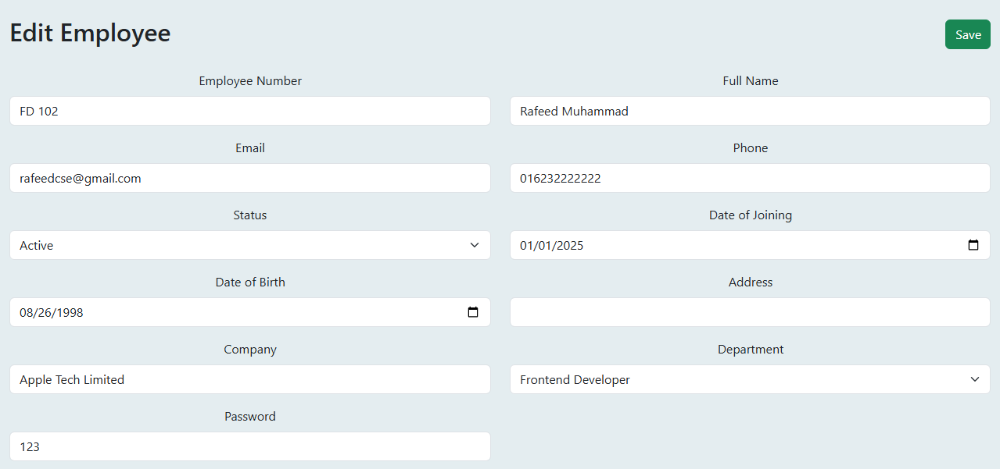 Edit Employee
Save
Employee Number
Full Name
FD 102
Rafeed Muhammad
Email
Phone
rafeedcse@gmail.com
016232222222
Status
Date of Joining
Active
01/01/2025
Date of Birth
Address
08/26/1998
Company
Department
Apple Tech Limited
Frontend Developer
Password
123